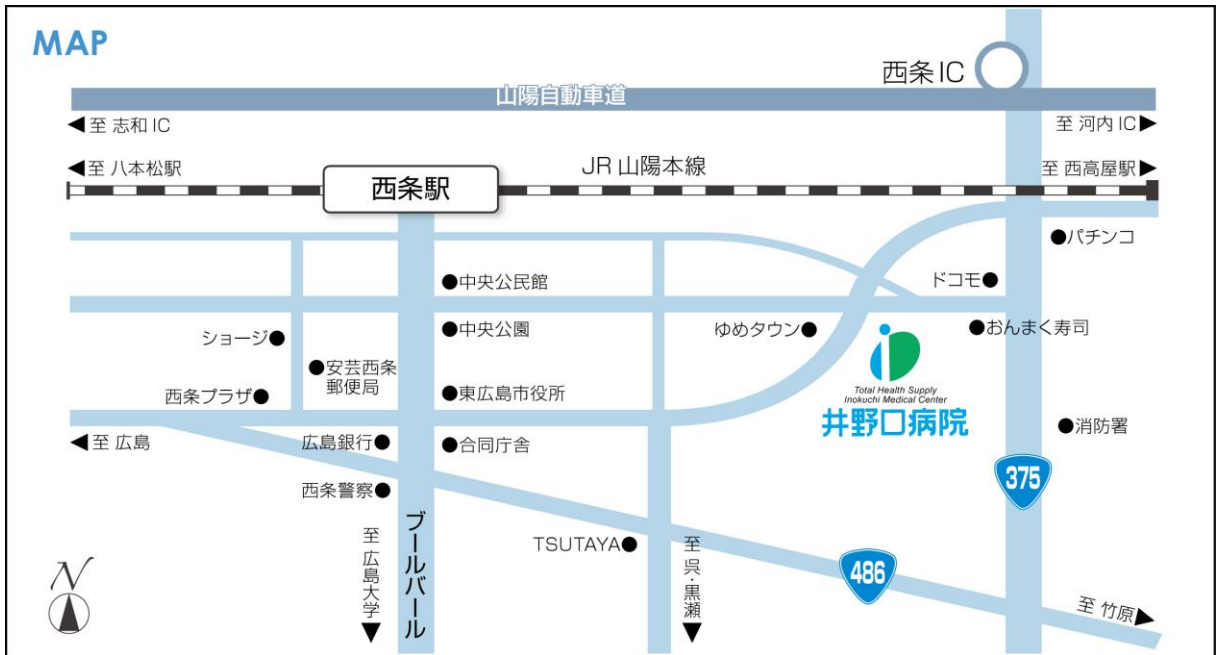 MAP
西条IC
山陽自動車道
◀至 志和IC
至 河内IC▶
◀至 八本松駅
JR山陽本線
至 西高屋駅▶
西条駅
●パチンコ
●中央公民館
ドコモ●
ショージ●
●中央公園
ゆめタウン●
●おんまく寿司
●安芸西条
郵便局
西条プラザ●
●東広島市役所
Total Health Supply
Inokuchi Medical Center
井野口病院
◀至 広島
広島銀行●
●合同庁舎
●消防署
西条警察●
375
ブールバール
至 広島大学▼
TSUTAYA●
至 呉・黒瀬▼
486
至 竹原▶
N